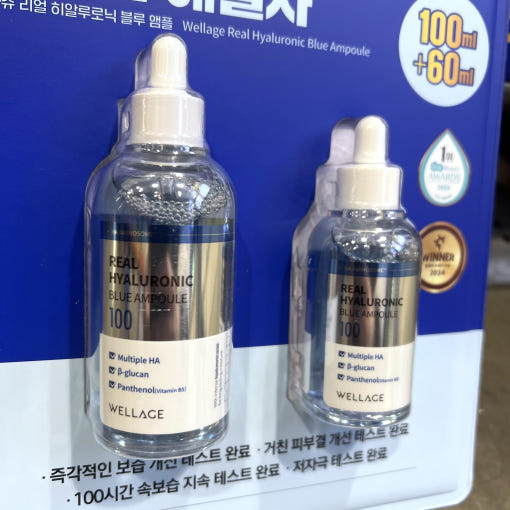 리얼 히알루로닉 블루 앰플 Wellage Real Hyaluronic Blue Ampoule
100ml
+60ml
1위
AWARDS
WINNER
2024
REAL
HYALURONIC
BLUE AMPOULE
100
Multiple HA
β-glucan
Panthenol(Vitamin B5)
WELLAGE
REAL
HYALURONIC
BLUE AMPOULE
100
Multiple HA
β-glucan
Panthenol(Vitamin B5)
WELLAGE
· 즉각적인 보습 개선 테스트 완료 · 거친 피부결 개선 테스트 완료
· 100시간 속보습 지속 테스트 완료 · 저자극 테스트 완료